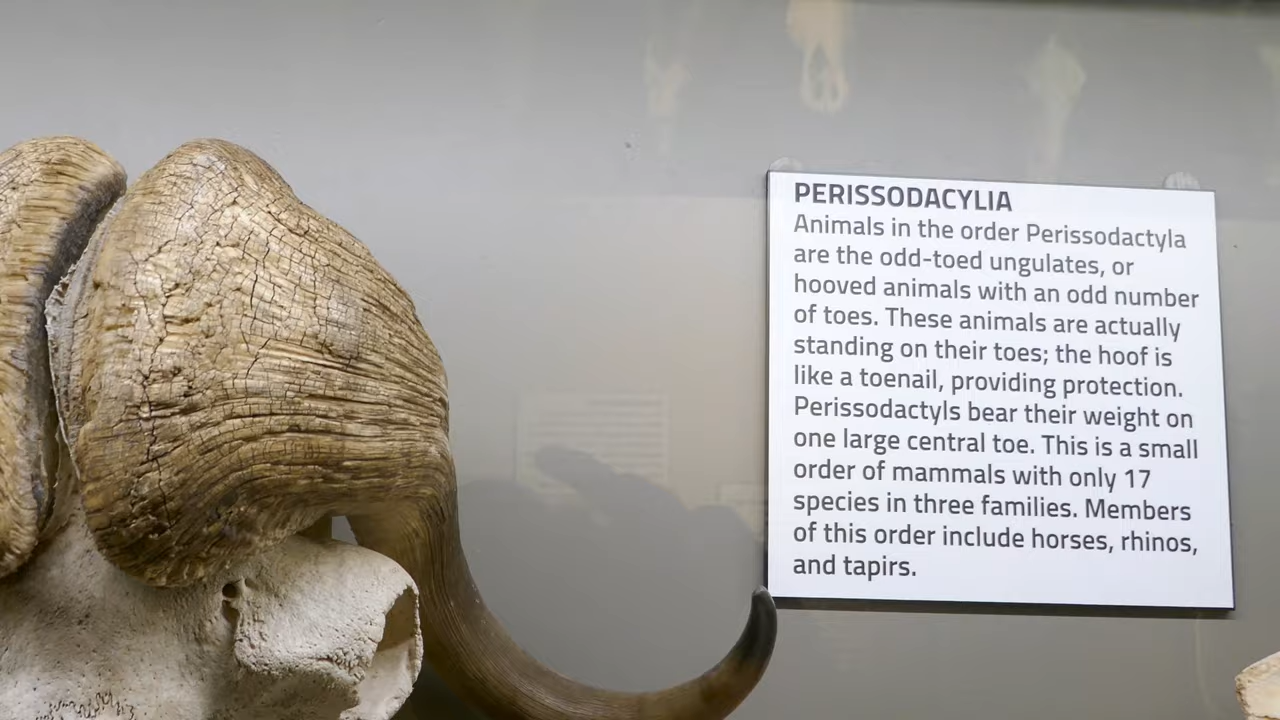 PERISSODACYLIA
Animals in the order Perissodactyla
are the odd-toed ungulates, or
hooved animals with an odd number
of toes. These animals are actually
standing on their toes; the hoof is
like a toenail, providing protection.
Perissodactyls bear their weight on
one large central toe. This is a small
order of mammals with only 17
species in three families. Members
of this order include horses, rhinos,
and tapirs.